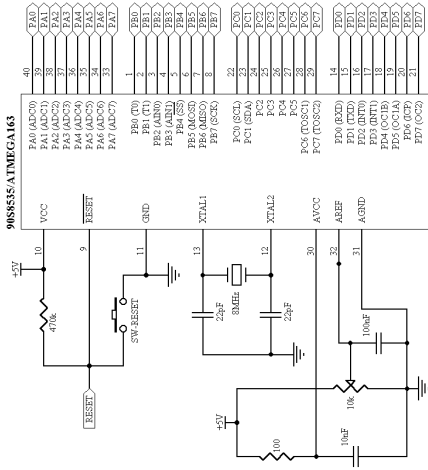 90S8535/ATMEGA163
+5V
470k
10
VCC
RESET
9
RESET
SW-RESET
11
GND
22pF
13
XTAL1
8MHz
22pF
12
XTAL2
+5V
100
30
AVCC
10nF
10k
32
AREF
100nF
31
AGND
PA0 (ADC0) 40 PA0
PA1 (ADC1) 39 PA1
PA2 (ADC2) 38 PA2
PA3 (ADC3) 37 PA3
PA4 (ADC4) 36 PA4
PA5 (ADC5) 35 PA5
PA6 (ADC6) 34 PA6
PA7 (ADC7) 33 PA7
PB0 (T0) 1 PB0
PB1 (T1) 2 PB1
PB2 (AIN0) 3 PB2
PB3 (AIN1) 4 PB3
PB4 (SS) 5 PB4
PB5 (MOSI) 6 PB5
PB6 (MISO) 7 PB6
PB7 (SCK) 8 PB7
PC0 (SCL) 22 PC0
PC1 (SDA) 23 PC1
PC2 24 PC2
PC3 25 PC3
PC4 26 PC4
PC5 27 PC5
PC6 (TOSC1) 28 PC6
PC7 (TOSC2) 29 PC7
PD0 (RXD) 14 PD0
PD1 (TXD) 15 PD1
PD2 (INT0) 16 PD2
PD3 (INT1) 17 PD3
PD4 (OC1B) 18 PD4
PD5 (OC1A) 19 PD5
PD6 (ICP) 20 PD6
PD7 (OC2) 21 PD7